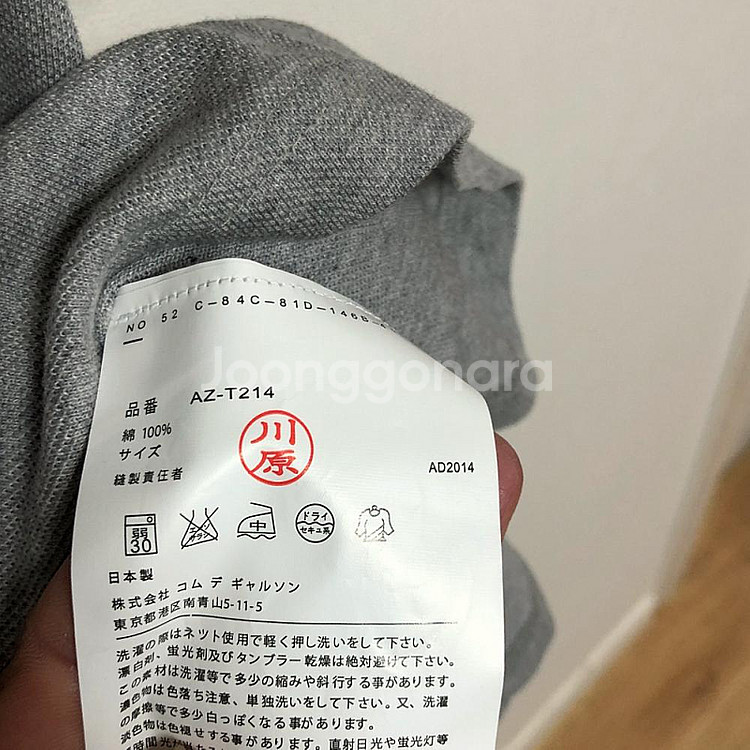 NO 52 C-84C-81D-146B-
Joonggonara
品番 AZ-T214
綿 100%
サイズ
縫製責任者
川原
AD2014
弱
30
エンソ
サラシ
中
ドライ
セキユ系
日本製
株式会社 コム デ ギャルソン
東京都港区南青山5-11-5
洗濯の際はネット使用で軽く押し洗いをして下さい。
漂白剤、蛍光剤及びタンブラー乾燥は絶対避けて下さい。
この素材は洗濯等で多少の縮みや斜行する事があります。
濃色物は色落ち注意、単独洗いをして下さい。又、洗濯
の摩擦等で多少白っぽくなる事が有ります。
淡色物は色褪せする事が有ります。直射日光や蛍光灯等